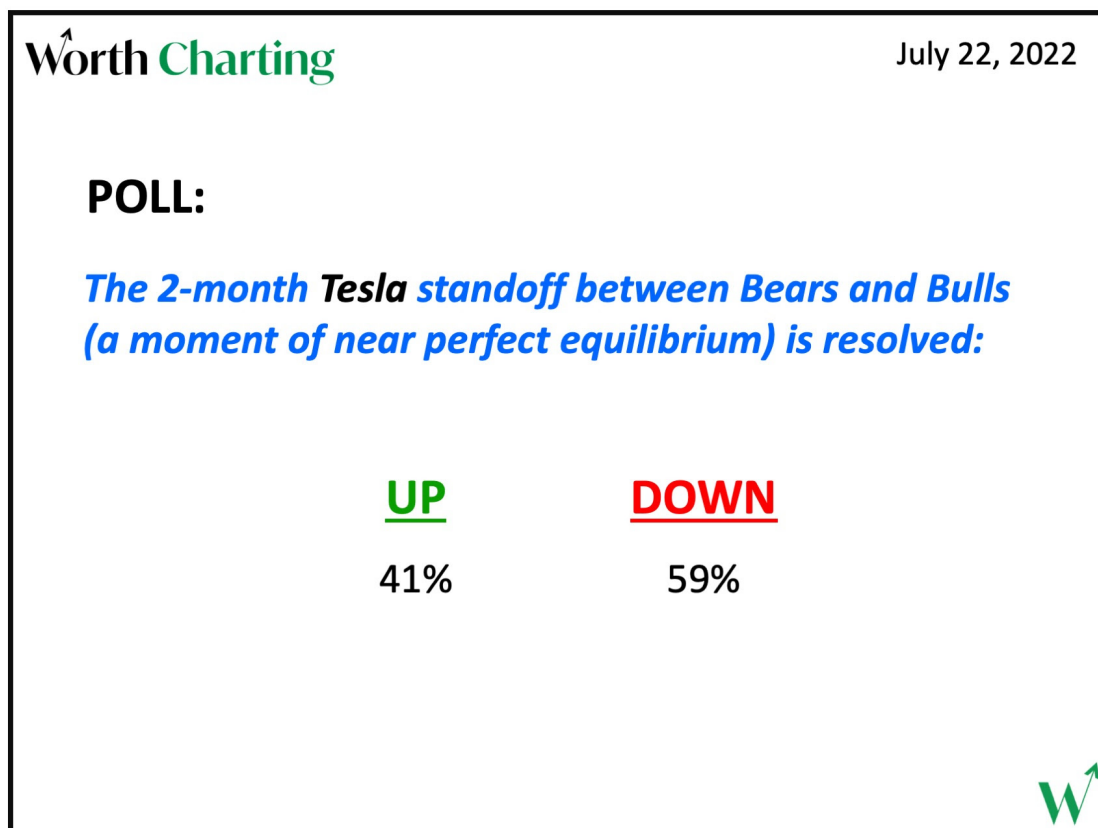 Worth Charting
July 22, 2022
POLL:
The 2-month Tesla standoff between Bears and Bulls
(a moment of near perfect equilibrium) is resolved:
UP DOWN
41% 59%
W